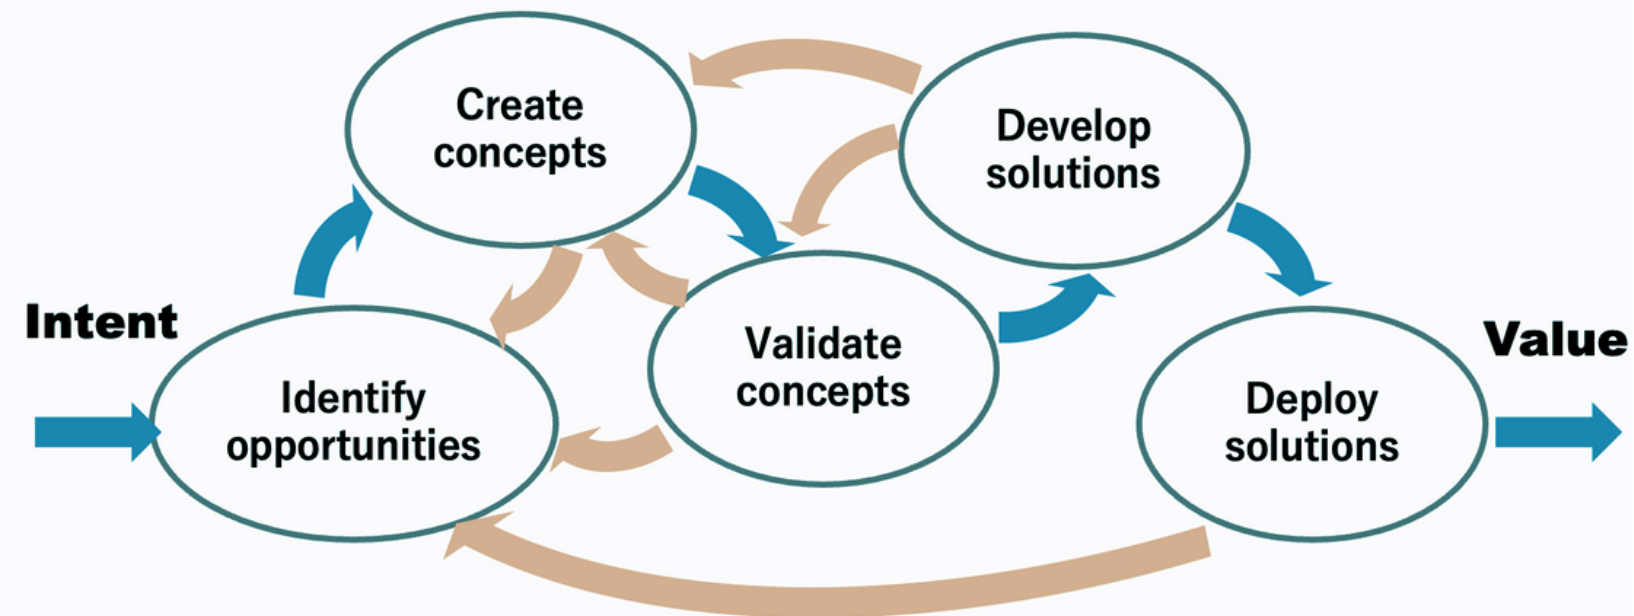 Create
concepts
Develop
solutions
Intent
Identify
opportunities
Validate
concepts
Deploy
solutions
Value